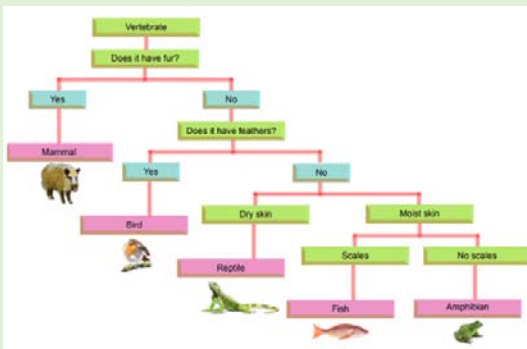 Vertebrate
Does it have fur?
Yes
No
Mammal
Does it have feathers?
Yes
No
Bird
Dry skin
Moist skin
Reptile
Scales
No scales
Fish
Amphibian